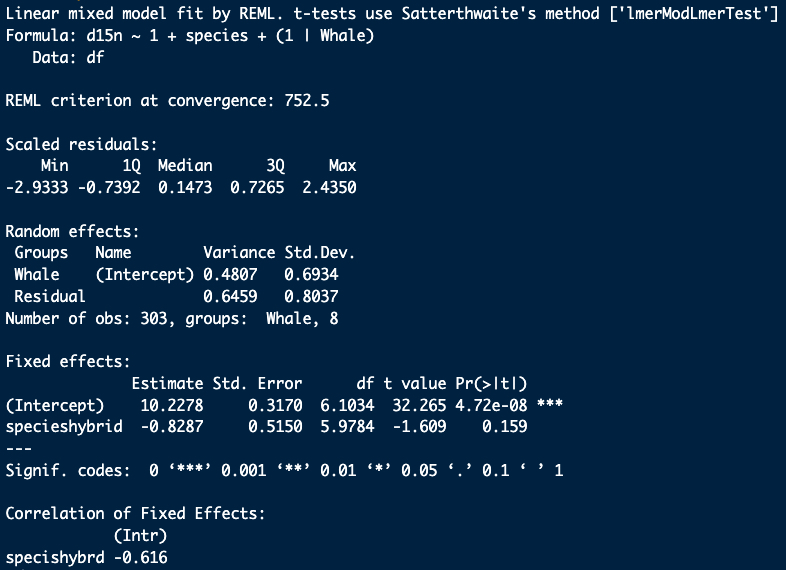 Linear mixed model fit by REML. t-tests use Satterthwaite's method ['lmerModLmerTest']
Formula: d15n ~ 1 + species + (1 | Whale)
   Data: df

REML criterion at convergence: 752.5

Scaled residuals:
    Min      1Q  Median      3Q     Max
-2.9333 -0.7392  0.1473  0.7265  2.4350

Random effects:
 Groups   Name        Variance Std.Dev.
 Whale    (Intercept) 0.4807   0.6934
 Residual             0.6459   0.8037
Number of obs: 303, groups:  Whale, 8

Fixed effects:
              Estimate Std. Error      df t value Pr(>|t|)
(Intercept)    10.2278     0.3170  6.1034  32.265 4.72e-08 ***
specieshybrid  -0.8287     0.5150  5.9784  -1.609    0.159
---
Signif. codes:  0 ‘***’ 0.001 ‘**’ 0.01 ‘*’ 0.05 ‘.’ 0.1 ‘ ’ 1

Correlation of Fixed Effects:
            (Intr)
specishybrd -0.616